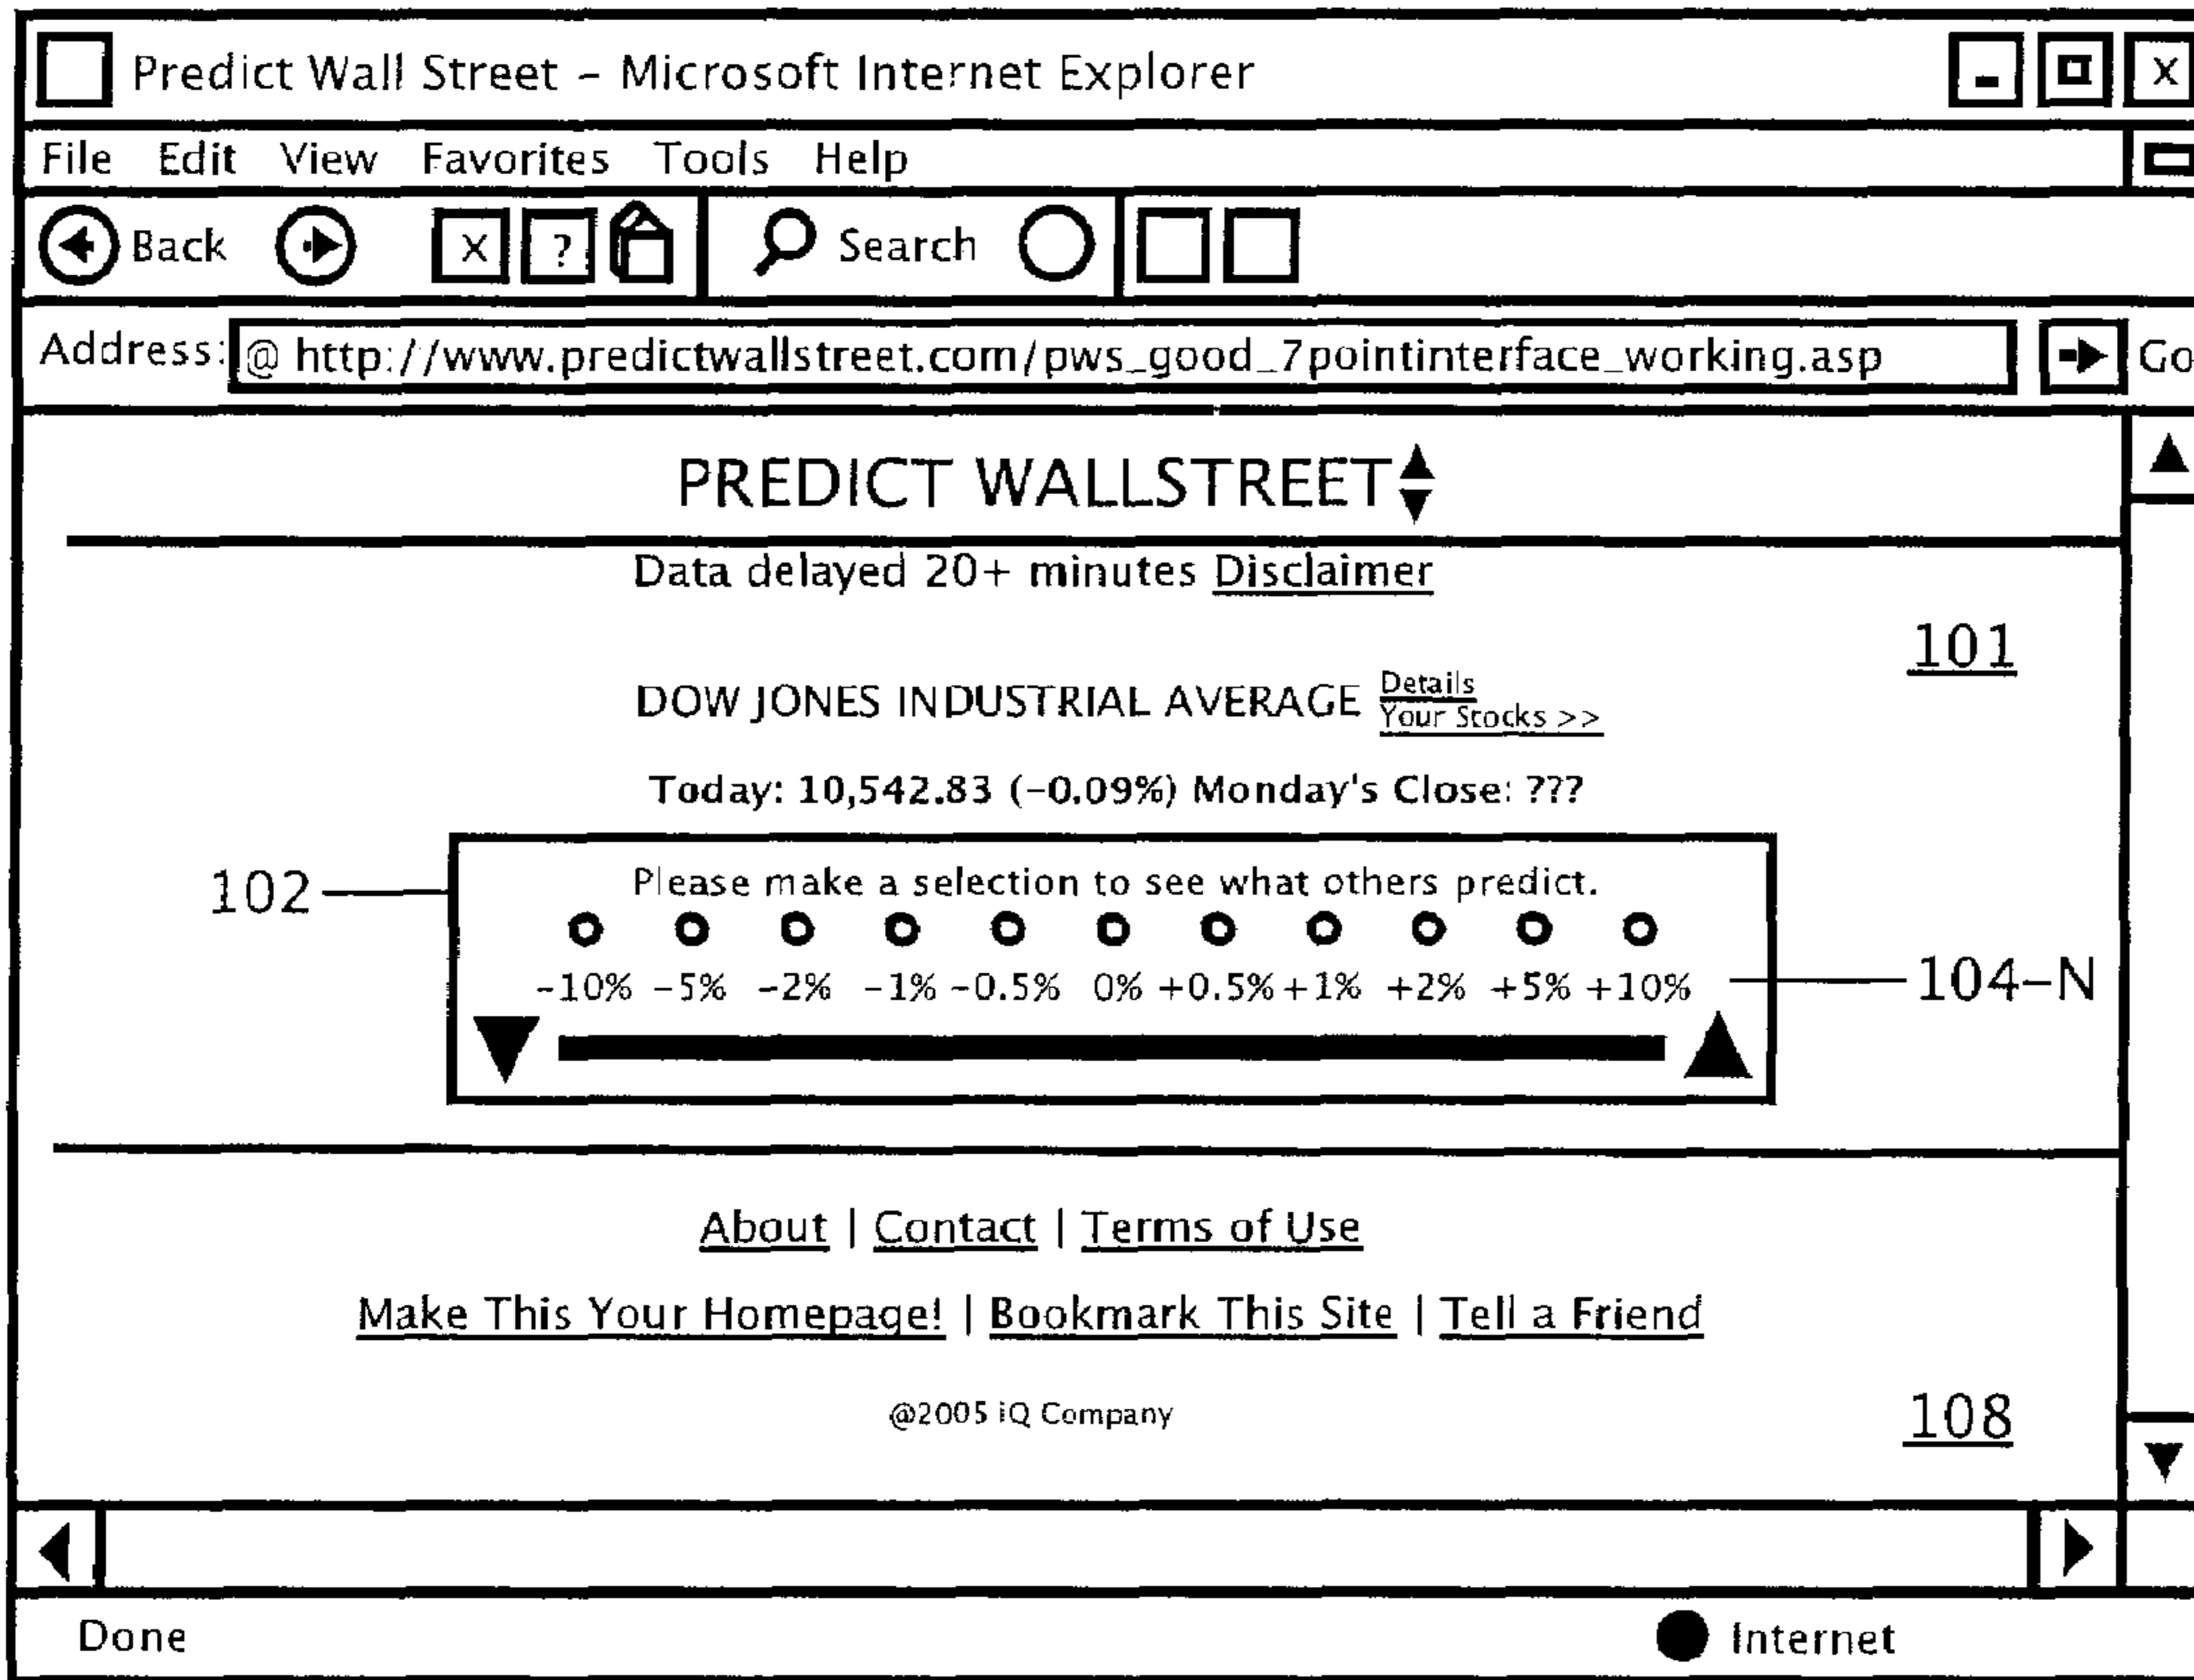 Predict Wall Street – Microsoft Internet Explorer
- X
File Edit View Favorites Tools Help
Back X ? Search
Address: @ http://www.predictwallstreet.com/pws_good_7pointinterface_working.asp Go
PREDICT WALLSTREET
Data delayed 20+ minutes Disclaimer
101
DOW JONES INDUSTRIAL AVERAGE Details
Your Stocks >>
Today: 10,542.83 (-0.09%) Monday's Close: ???
102
Please make a selection to see what others predict.
-10% -5% -2% -1% -0.5% 0% +0.5% +1% +2% +5% +10%
104-N
About | Contact | Terms of Use
Make This Your Homepage! | Bookmark This Site | Tell a Friend
@2005 iQ Company
108
Done Internet